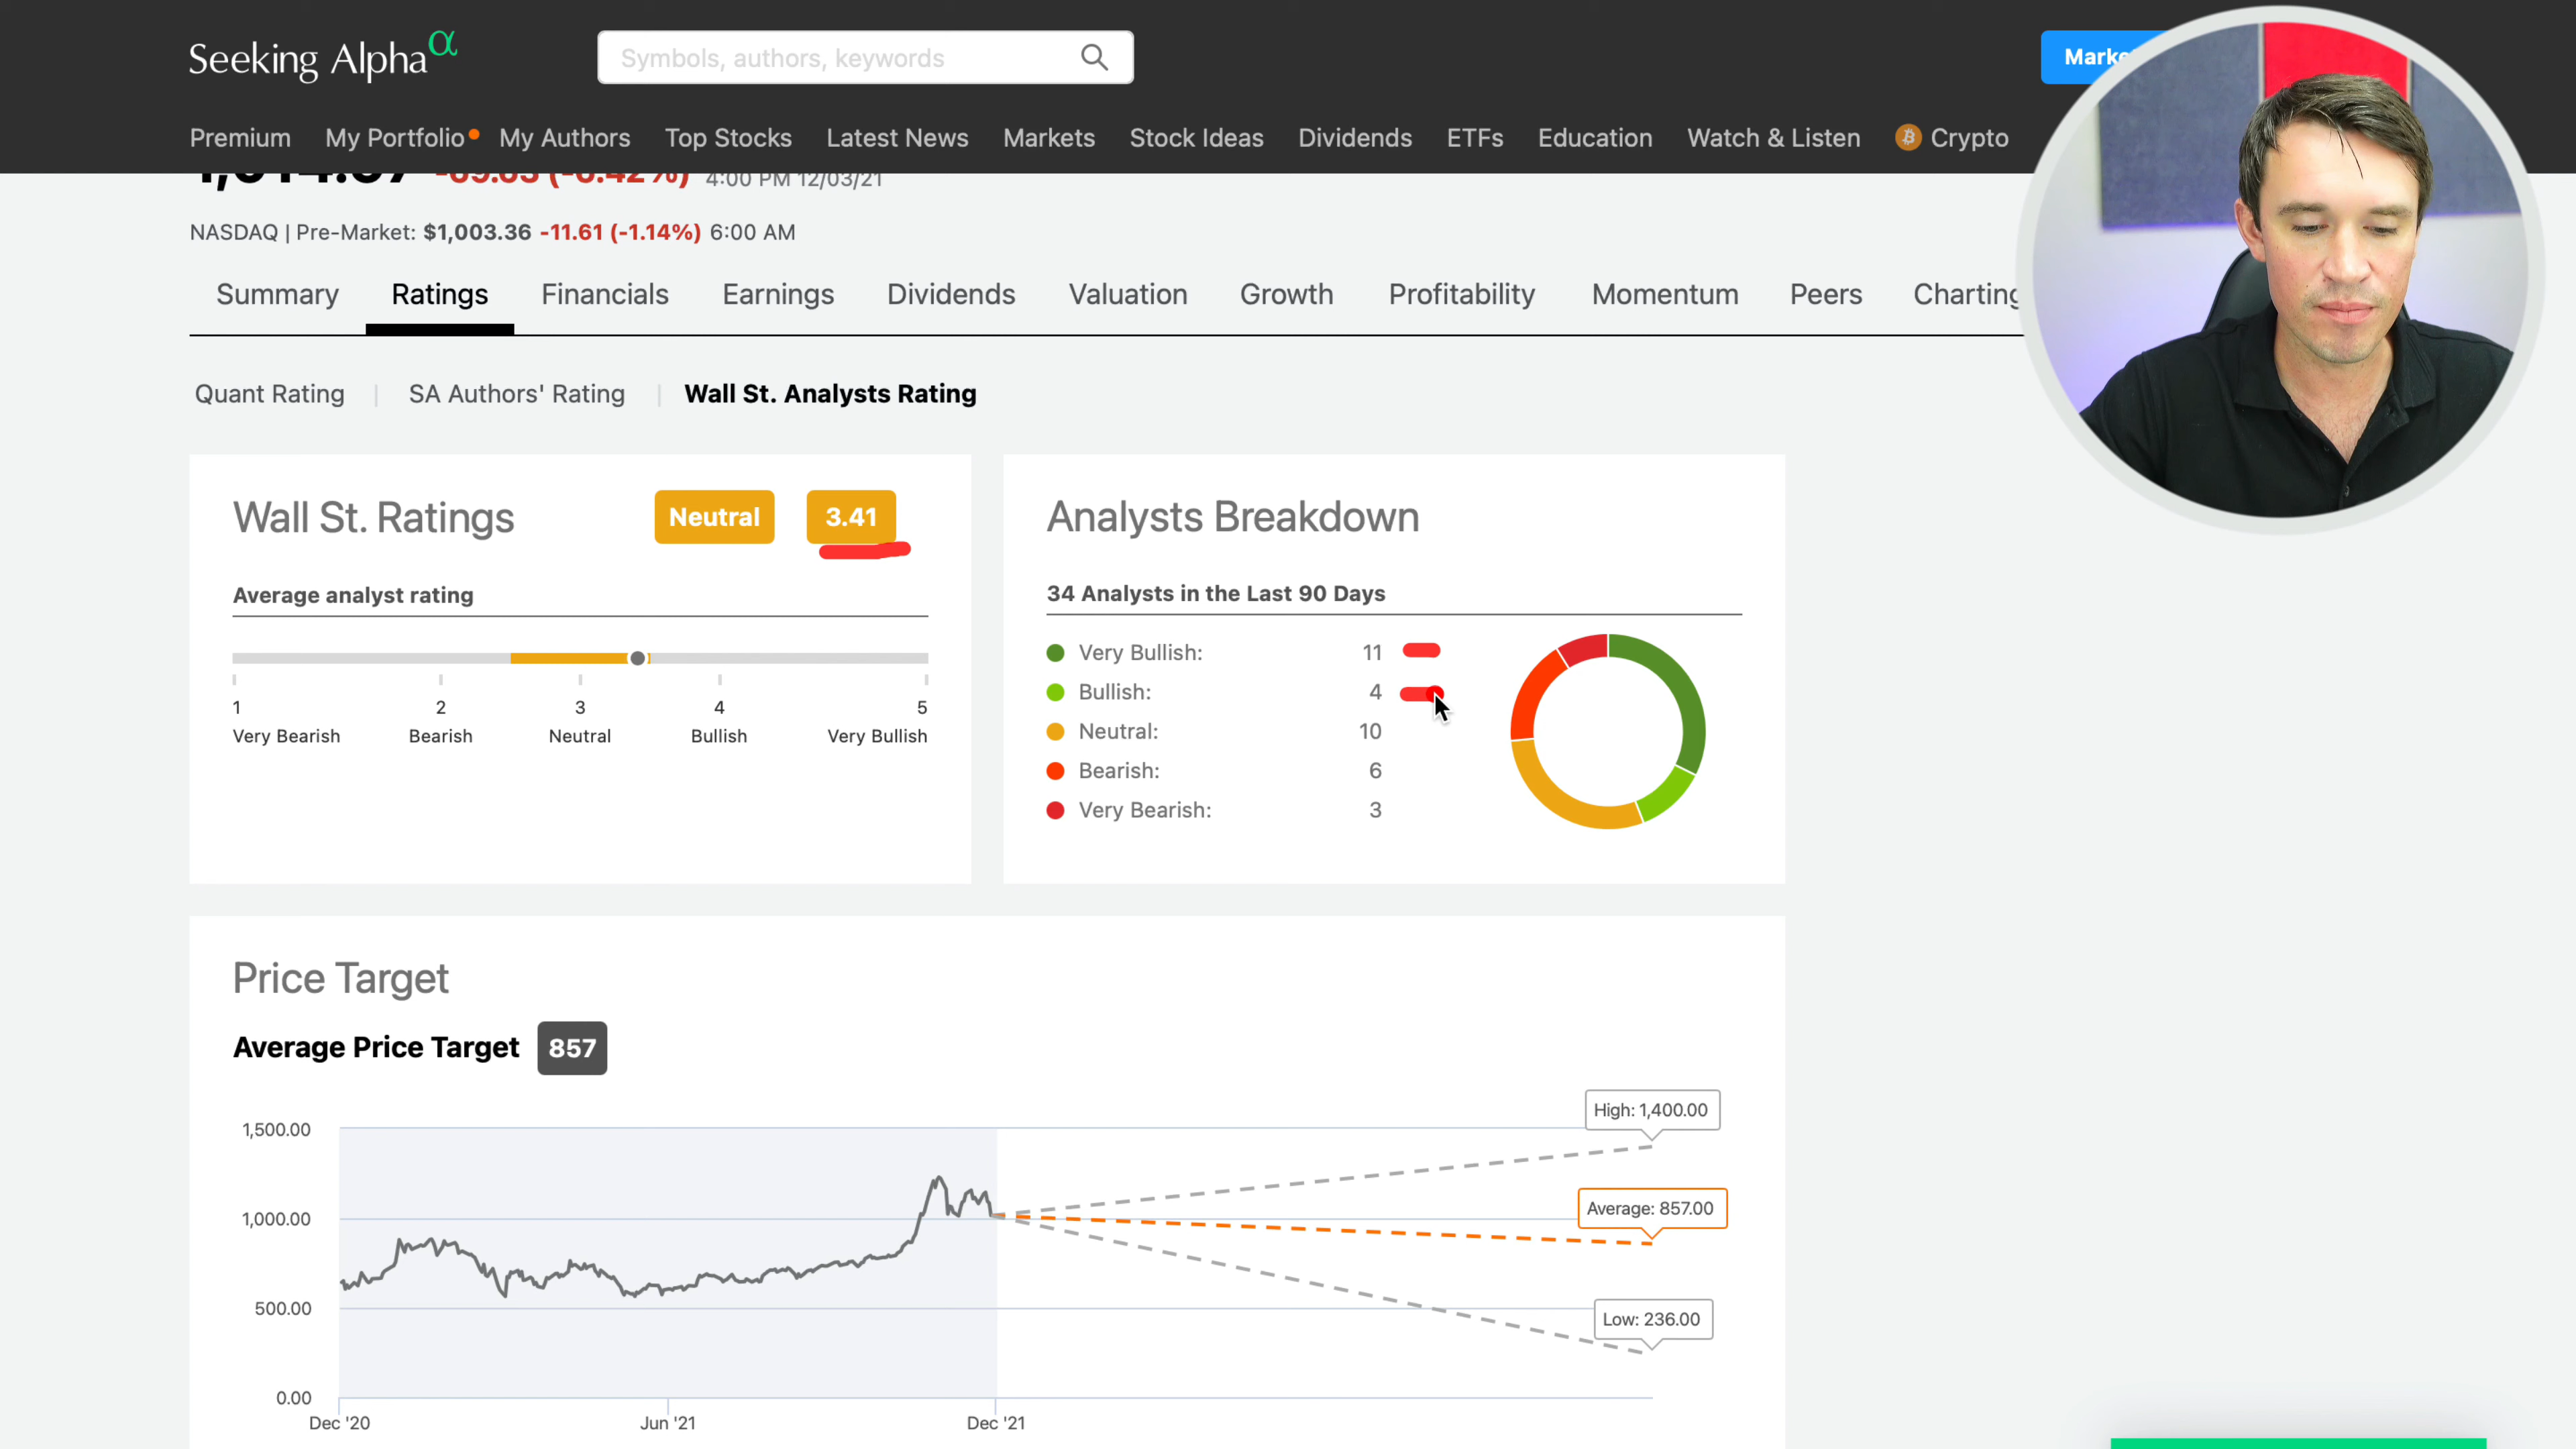 Seeking Alpha α
Symbols, authors, keywords
Premium My Portfolio My Authors Top Stocks Latest News Markets Stock Ideas Dividends ETFs Education Watch & Listen Crypto
4:00 PM 12/03/21
NASDAQ | Pre-Market: $1,003.36 -11.61 (-1.14%) 6:00 AM
Summary Ratings Financials Earnings Dividends Valuation Growth Profitability Momentum Peers Charting
Quant Rating | SA Authors' Rating | Wall St. Analysts Rating
Wall St. Ratings Neutral 3.41
Average analyst rating
1 2 3 4 5
Very Bearish Bearish Neutral Bullish Very Bullish
Analysts Breakdown
34 Analysts in the Last 90 Days
Very Bullish: 11
Bullish: 4
Neutral: 10
Bearish: 6
Very Bearish: 3
Price Target
Average Price Target 857
High: 1,400.00
1,500.00
Average: 857.00
1,000.00
500.00
Low: 236.00
0.00
Dec '20 Jun '21 Dec '21